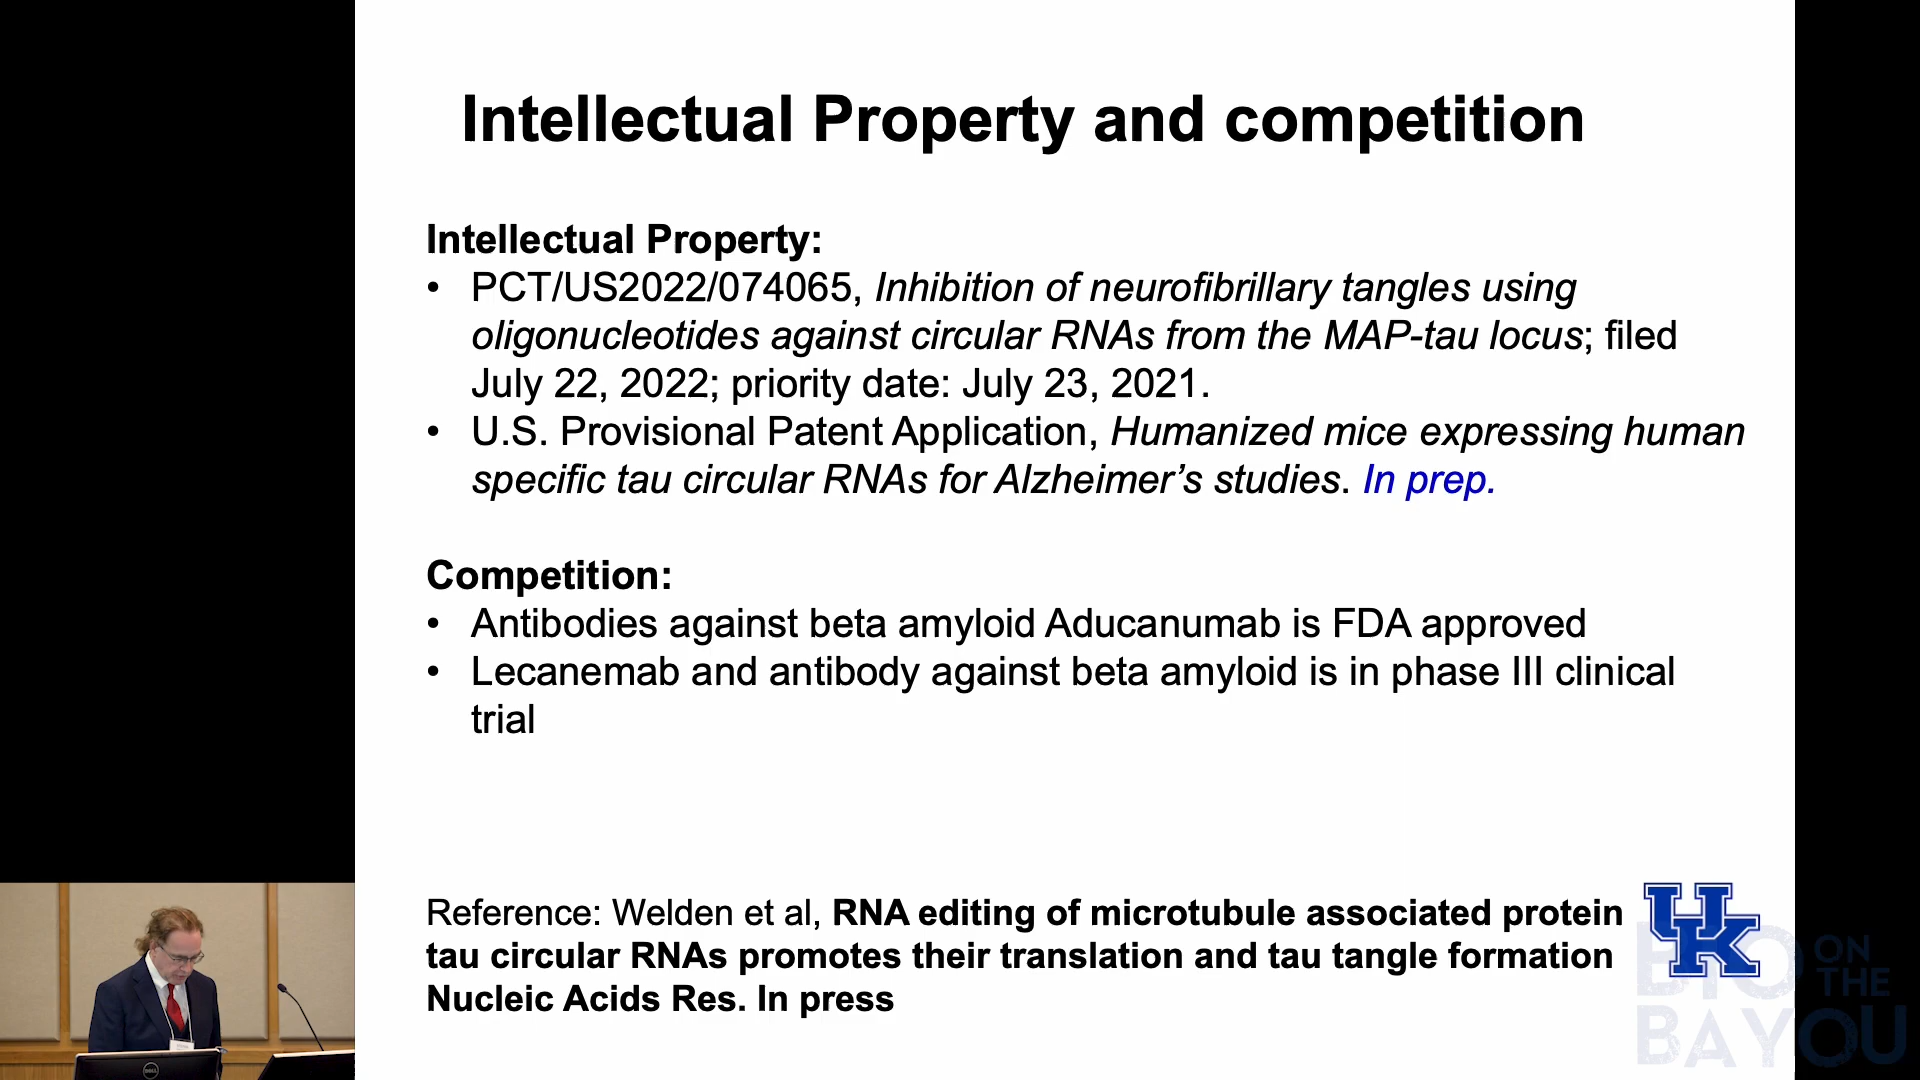 Intellectual Property and competition
Intellectual Property:
• PCT/US2022/074065, Inhibition of neurofibrillary tangles using
oligonucleotides against circular RNAs from the MAP-tau locus; filed
July 22, 2022; priority date: July 23, 2021.
• U.S. Provisional Patent Application, Humanized mice expressing human
specific tau circular RNAs for Alzheimer’s studies. In prep.
Competition:
• Antibodies against beta amyloid Aducanumab is FDA approved
• Lecanemab and antibody against beta amyloid is in phase III clinical
trial
Reference: Welden et al, RNA editing of microtubule associated protein
tau circular RNAs promotes their translation and tau tangle formation
Nucleic Acids Res. In press
UK
BIO ON
THE
BAYOU
DELL